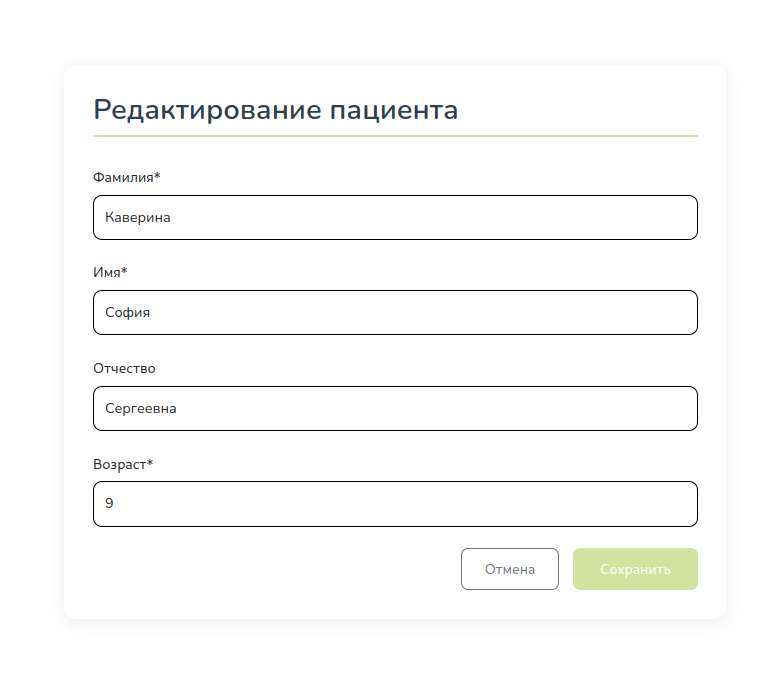 Редактирование пациента
Фамилия*
Каверина
Имя*
София
Отчество
Сергеевна
Возраст*
9
Отмена
Сохранить